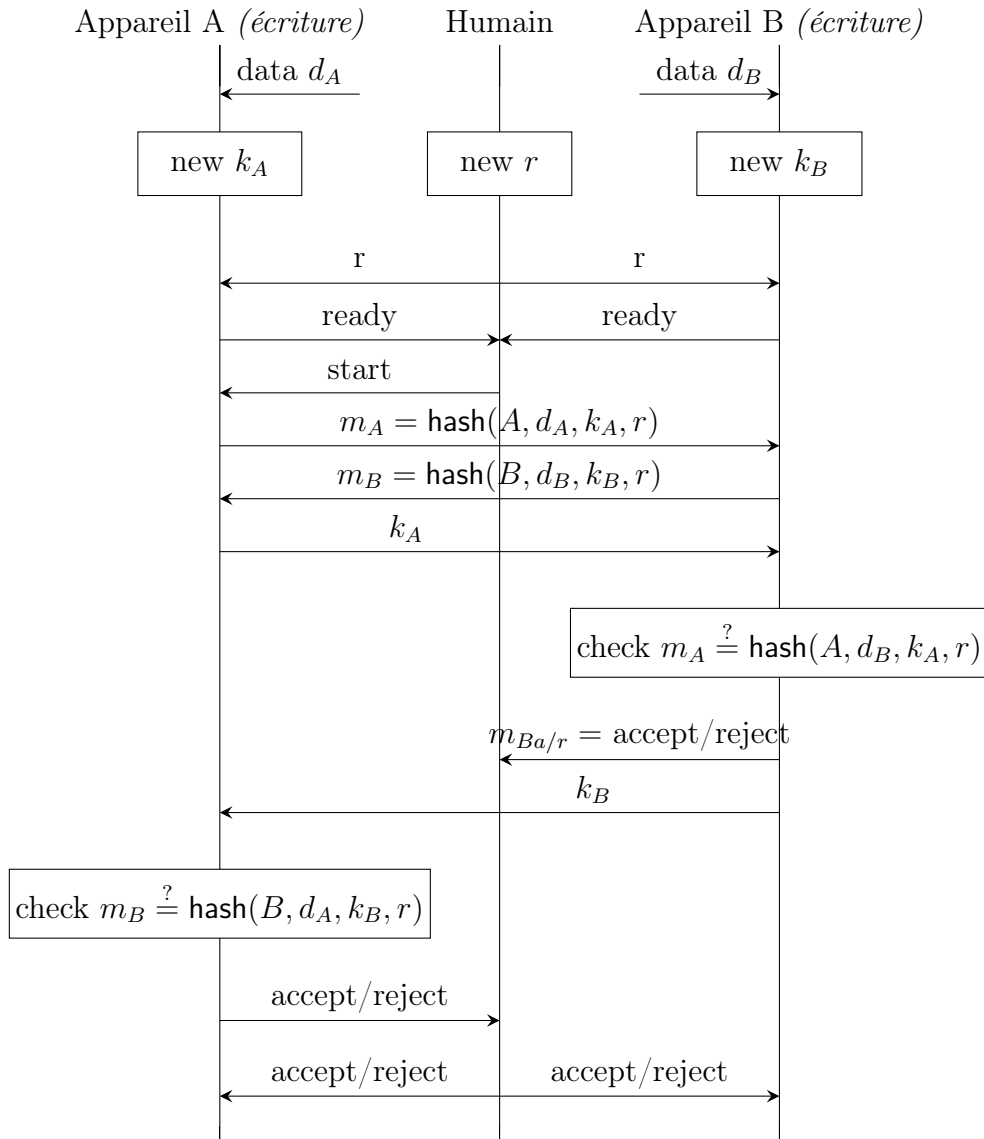 Appareil A (écriture) Humain Appareil B (écriture)
data d_A data d_B
new k_A new r new k_B
r r
ready ready
start
m_A = hash(A, d_A, k_A, r)
m_B = hash(B, d_B, k_B, r)
k_A
check m_A ?= hash(A, d_B, k_A, r)
m_{Ba/r} = accept/reject
k_B
check m_B ?= hash(B, d_A, k_B, r)
accept/reject
accept/reject accept/reject